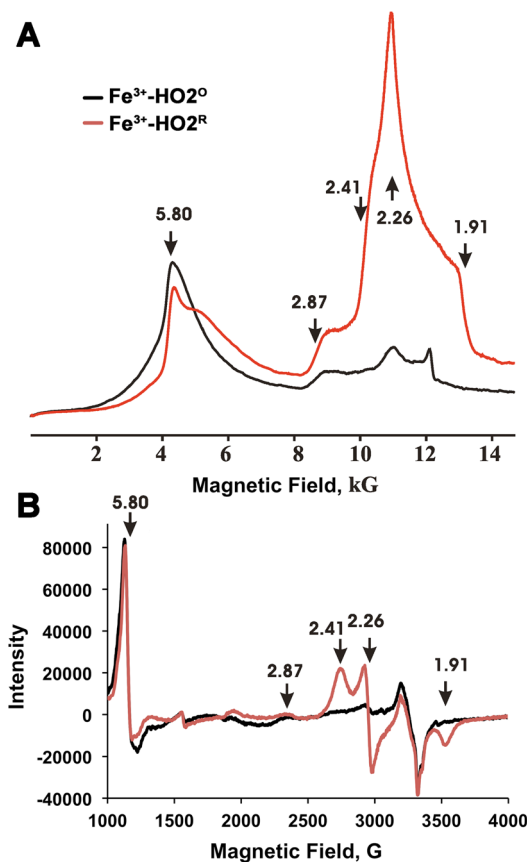 A
Fe³⁺-HO2ᴼ
Fe³⁺-HO2ᴿ
5.80
2.41
2.26
1.91
2.87
2 4 6 8 10 12 14
Magnetic Field, kG
B
5.80
80000
60000
40000
20000
0
-20000
-40000
Intensity
2.87
2.41
2.26
1.91
1000 1500 2000 2500 3000 3500 4000
Magnetic Field, G